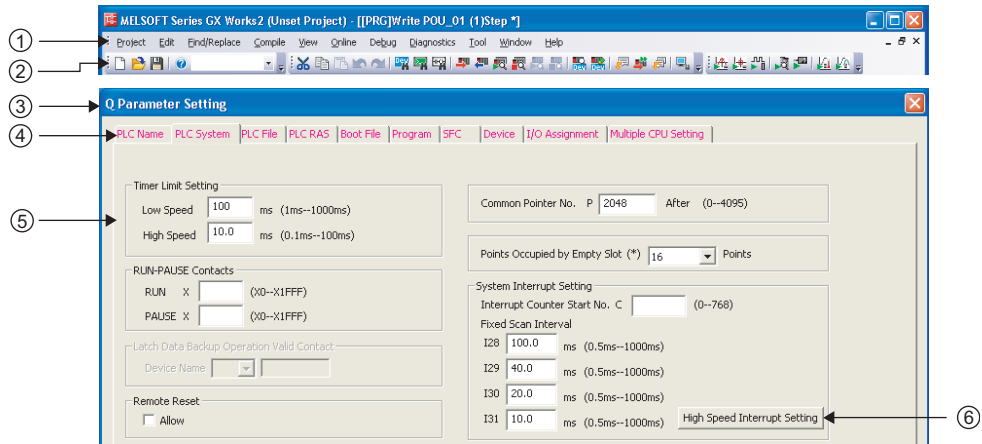 MELSOFT Series GX Works2 (Unset Project) - [[PRG]Write POU_01 (1)Step *]
① Project Edit Find/Replace Compile View Online Debug Diagnostics Tool Window Help
②
③ Q Parameter Setting
④ PLC Name PLC System PLC File PLC RAS Boot File Program SFC Device I/O Assignment Multiple CPU Setting
⑤
Timer Limit Setting
Low Speed 100 ms (1ms--1000ms)
High Speed 10.0 ms (0.1ms--100ms)
RUN-PAUSE Contacts
RUN X (X0--X1FFF)
PAUSE X (X0--X1FFF)
Latch Data Backup Operation Valid Contact
Device Name
Remote Reset
Allow
Common Pointer No. P 2048 After (0--4095)
Points Occupied by Empty Slot (*) 16 Points
System Interrupt Setting
Interrupt Counter Start No. C (0--768)
Fixed Scan Interval
I28 100.0 ms (0.5ms--1000ms)
I29 40.0 ms (0.5ms--1000ms)
I30 20.0 ms (0.5ms--1000ms)
I31 10.0 ms (0.5ms--1000ms) High Speed Interrupt Setting ⑥